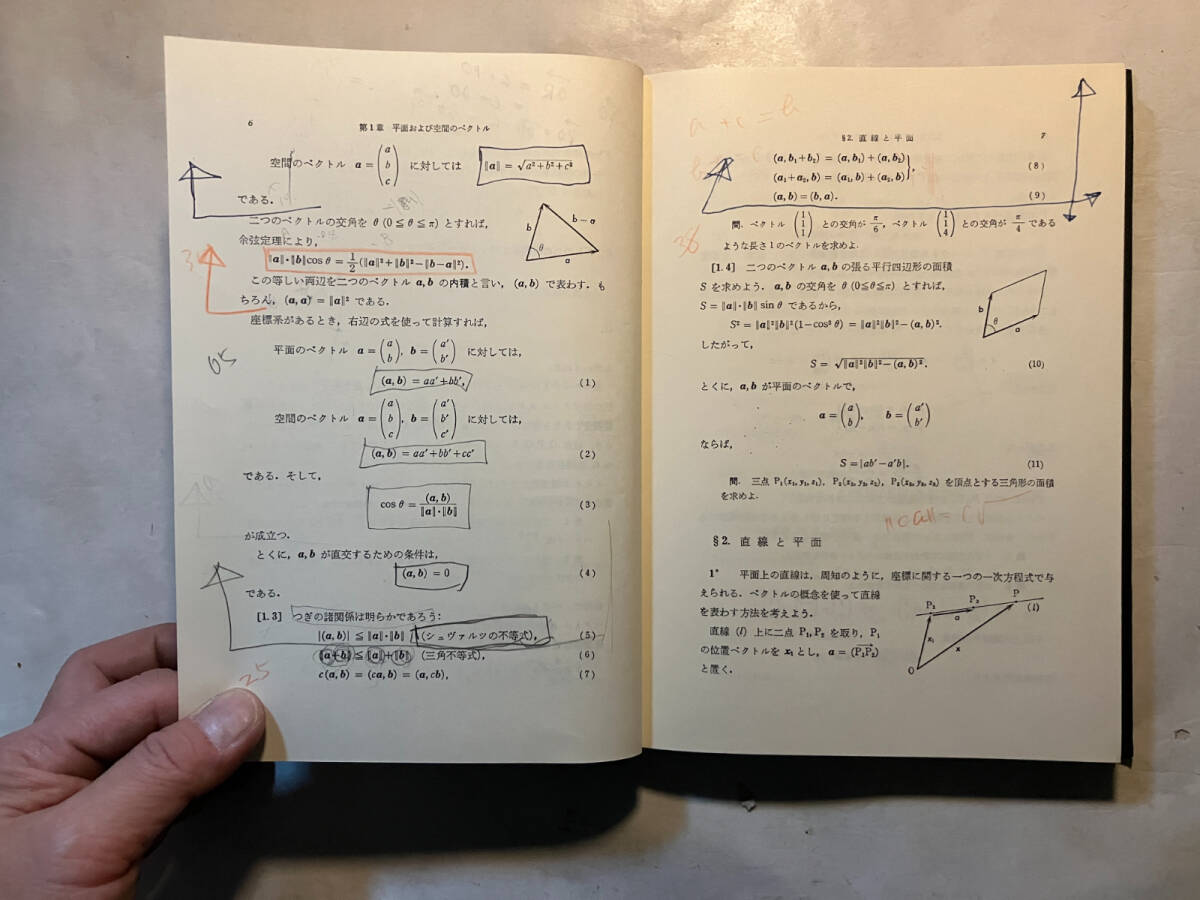 6
第1章 平面および空間のベクトル
空間のベクトル a = (a b c) に対しては ‖a‖ = √a²+b²+c²
である.
二つのベクトルの交角を θ (0≦θ≦π) とすれば,
余弦定理により,
‖a‖·‖b‖cos θ = 1/2(‖a‖²+‖b‖²−‖b−a‖²).
b
b−a
θ
a
この等しい両辺を二つのベクトル a, b の内積と言い, (a, b) で表わす. も
ちろん, (a, a) = ‖a‖² である.
座標系があるとき, 右辺の式を使って計算すれば,
平面のベクトル a = (a b), b = (a′ b′) に対しては,
(a, b) = aa′+bb′, (1)
空間のベクトル a = (a b c), b = (a′ b′ c′) に対しては,
(a, b) = aa′+bb′+cc′ (2)
である. そして,
cos θ = (a, b)/‖a‖·‖b‖ (3)
が成立つ.
とくに, a, b が直交するための条件は,
(a, b) = 0 (4)
である.
[1.3] つぎの諸関係は明らかであろう:
|(a, b)| ≦ ‖a‖·‖b‖ (シュヴァルツの不等式), (5)
‖a+b‖ ≦ ‖a‖+‖b‖ (三角不等式), (6)
c(a, b) = (ca, b) = (a, cb), (7)
65
25
a + c = b
§2. 直線と平面
7
(a, b₁+b₂) = (a, b₁)+(a, b₂)
(a₁+a₂, b) = (a₁, b)+(a₂, b) }, (8)
(a, b) = (b, a). (9)
36
問. ベクトル (1 1 1) との交角が π/6, ベクトル (1 1 4) との交角が π/4 である
ような長さ1のベクトルを求めよ.
[1.4] 二つのベクトル a, b の張る平行四辺形の面積
S を求めよう. a, b の交角を θ (0≦θ≦π) とすれば,
S = ‖a‖·‖b‖ sin θ であるから,
S² = ‖a‖²‖b‖²(1−cos² θ) = ‖a‖²‖b‖²−(a, b)².
b
θ
a
したがって,
S = √‖a‖²‖b‖²−(a, b)². (10)
とくに, a, b が平面のベクトルで,
a = (a b), b = (a′ b′)
ならば,
S = |ab′−a′b|. (11)
問. 三点 P₁(x₁, y₁, z₁), P₂(x₂, y₂, z₂), P₃(x₃, y₃, z₃) を頂点とする三角形の面積
を求めよ.
‖ca‖ = c√
§2. 直線と平面
1° 平面上の直線は, 周知のように, 座標に関する一つの一次方程式で与
えられる. ベクトルの概念を使って直線
を表わす方法を考えよう.
直線 (l) 上に二点 P₁, P₂ を取り, P₁
の位置ベクトルを x₁ とし, a = (P₁P₂)
と置く.
P₁
P₂
P
(l)
a
x₁
x
O